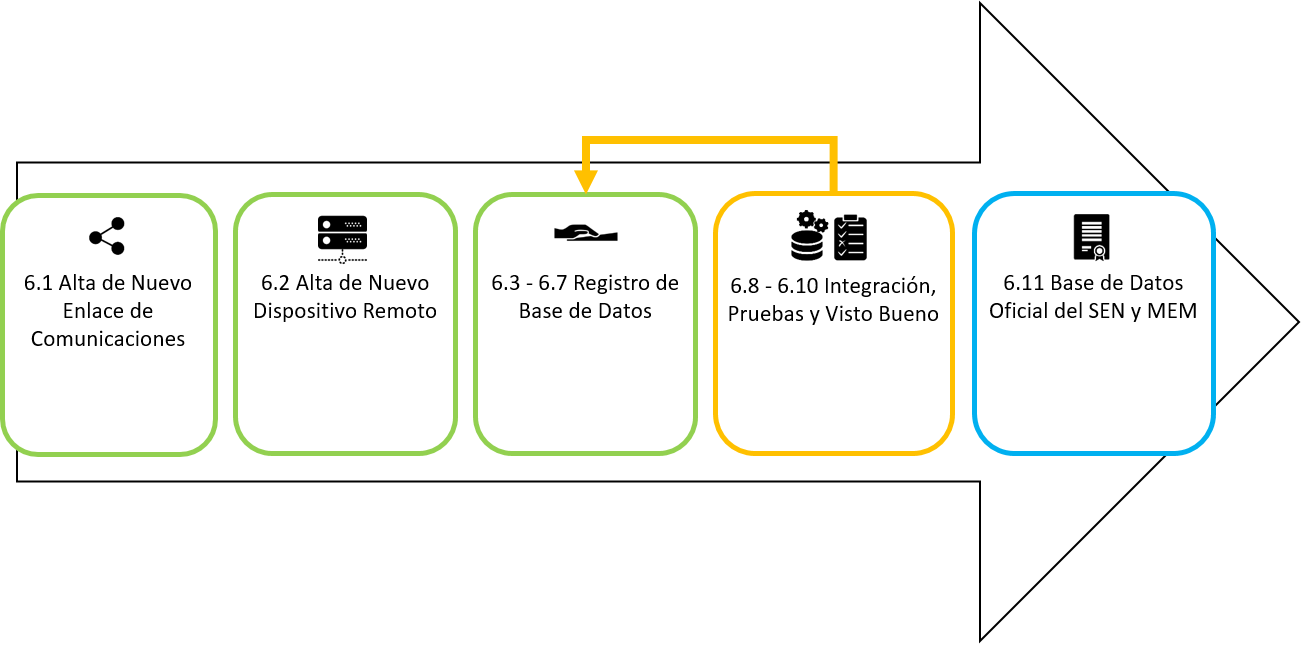 6.1 Alta de Nuevo
Enlace de
Comunicaciones
6.2 Alta de Nuevo
Dispositivo Remoto
6.3 - 6.7 Registro de
Base de Datos
6.8 - 6.10 Integración,
Pruebas y Visto Bueno
6.11 Base de Datos
Oficial del SEN y MEM